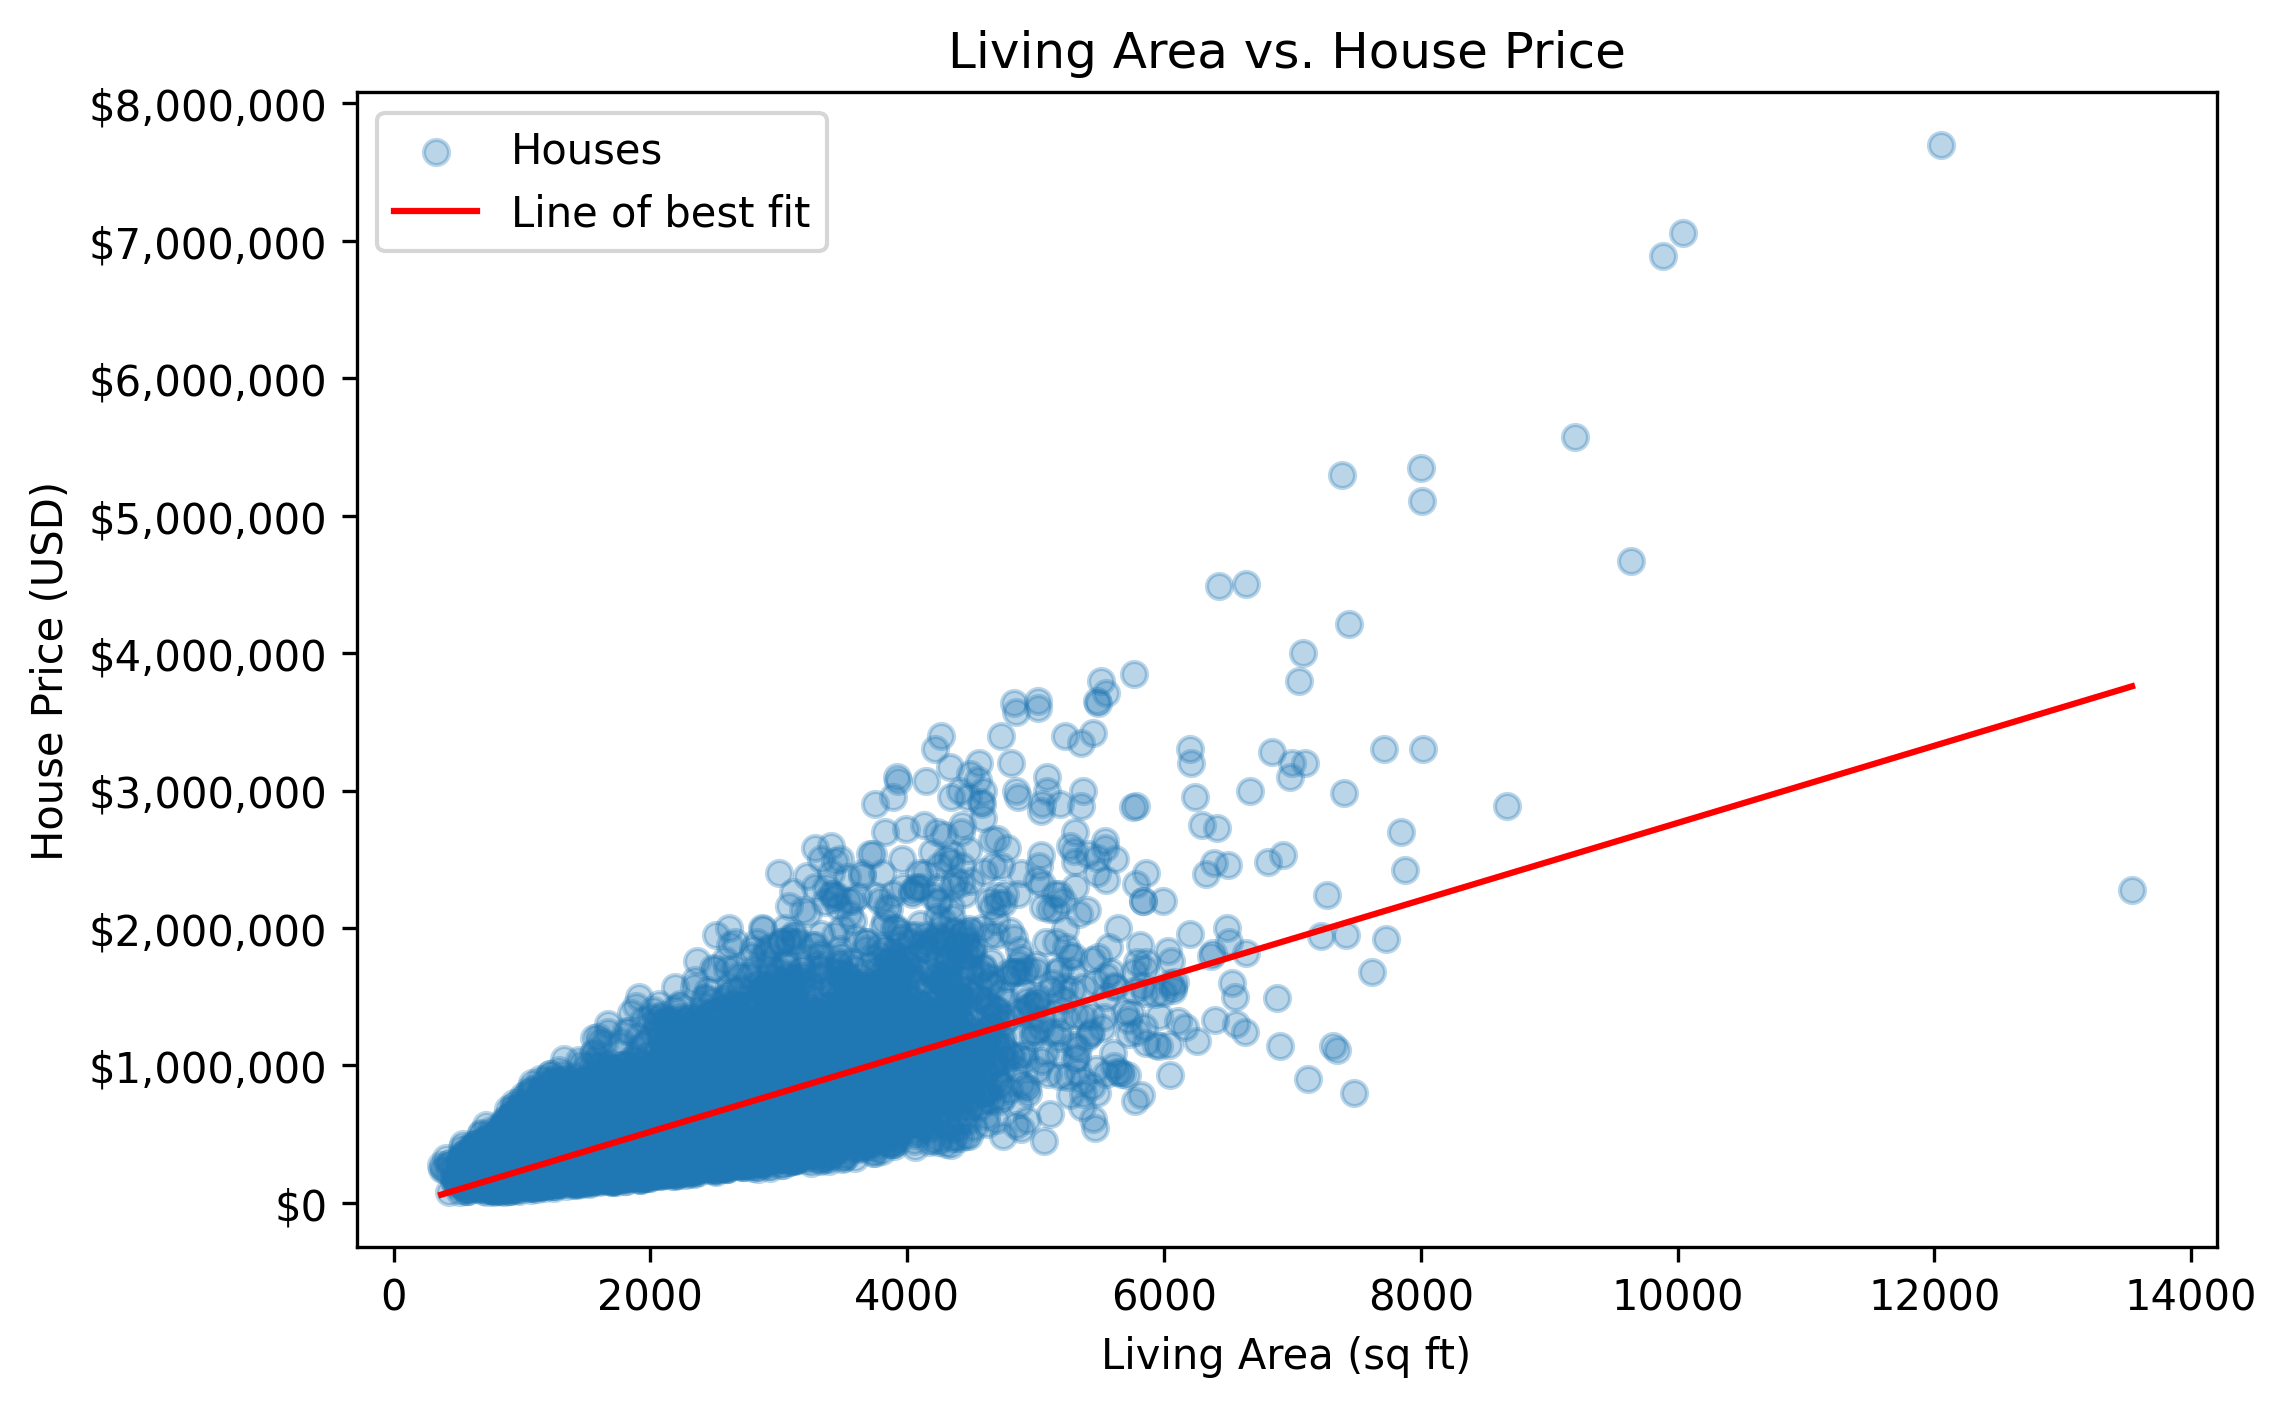 Living Area vs. House Price
Houses
Line of best fit
$8,000,000
$7,000,000
$6,000,000
$5,000,000
$4,000,000
$3,000,000
$2,000,000
$1,000,000
$0
House Price (USD)
0 2000 4000 6000 8000 10000 12000 14000
Living Area (sq ft)